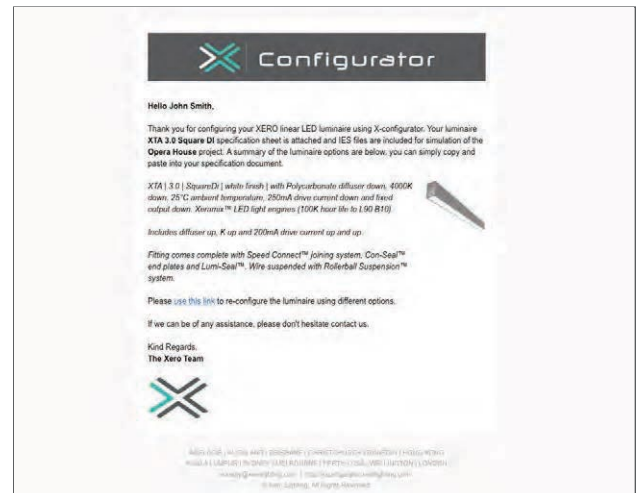 Configurator
Hello John Smith,
Thank you for configuring your XERO linear LED luminaire using X-configurator. Your luminaire
XTA 3.0 Square DI specification sheet is attached and IES files are included for simulation of the
Opera House project. A summary of the luminaire options are below, you can simply copy and
paste into your specification document.
XTA | 3.0 | SquareDi | white finish | with Polycarbonate diffuser down, 4000K
down, 25°C ambient temperature, 250mA drive current down and fixed
output down. Xeramix™ LED light engines (100K hour life to L90 B10).
Includes diffuser up, K up and 200mA drive current up and up.
Fitting comes complete with Speed Connect™ joining system, Con-Seal™
end plates and Lumi-Seal™. Wire suspended with Rollerball Suspension™
system.
Please use this link to re-configure the luminaire using different options.
If we can be of any assistance, please don't hesitate contact us.
Kind Regards,
The Xero Team